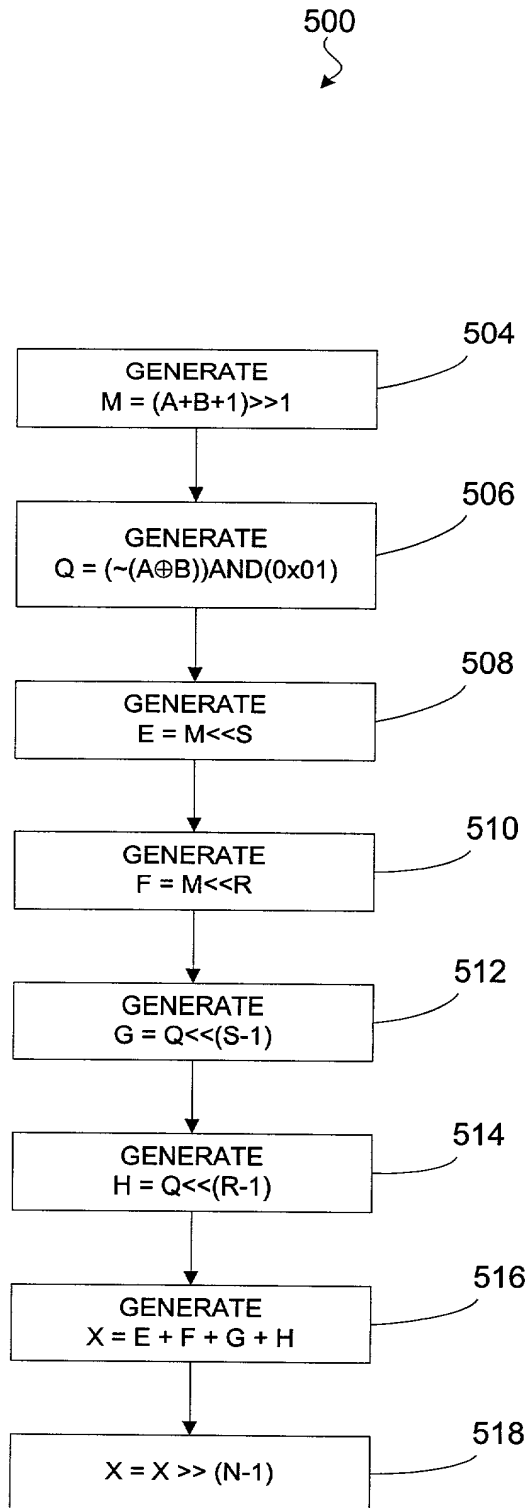 500
504
GENERATE
M = (A+B+1)>>1
506
GENERATE
Q = (~(A⊕B))AND(0x01)
508
GENERATE
E = M<<S
510
GENERATE
F = M<<R
512
GENERATE
G = Q<<(S-1)
514
GENERATE
H = Q<<(R-1)
516
GENERATE
X = E + F + G + H
518
X = X >> (N-1)